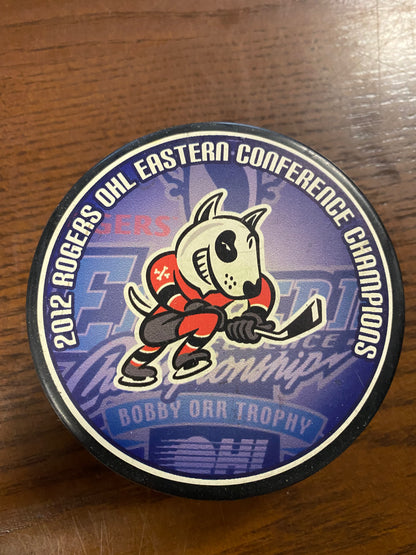 2012 ROGERS OHL EASTERN CONFERENCE CHAMPIONS
Championship
BOBBY ORR TROPHY
OHL